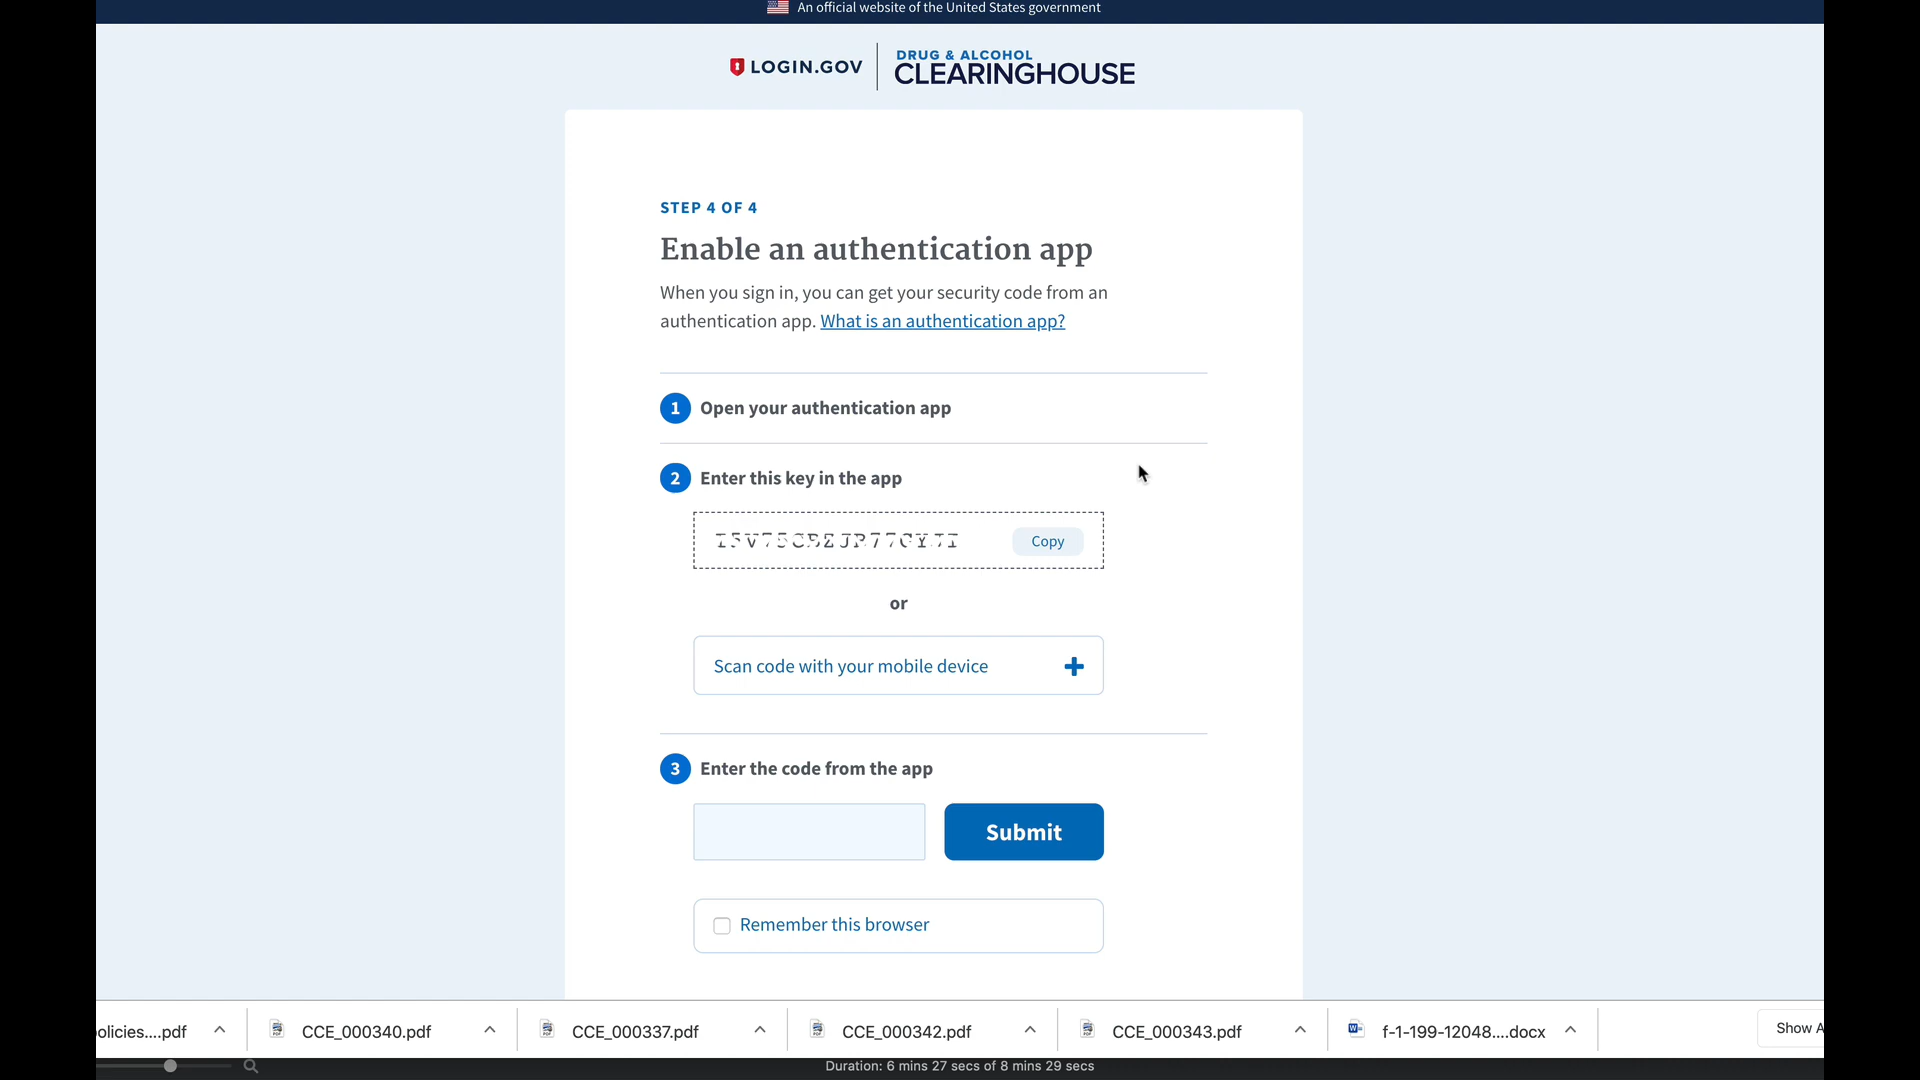 An official website of the United States government
LOGIN.GOV
DRUG & ALCOHOL
CLEARINGHOUSE
STEP 4 OF 4
Enable an authentication app
When you sign in, you can get your security code from an
authentication app. What is an authentication app?
1 Open your authentication app
2 Enter this key in the app
Copy
or
Scan code with your mobile device
3 Enter the code from the app
Submit
Remember this browser
olicies....pdf
CCE_000340.pdf
CCE_000337.pdf
CCE_000342.pdf
CCE_000343.pdf
f-1-199-12048....docx
Show A
Duration: 6 mins 27 secs of 8 mins 29 secs